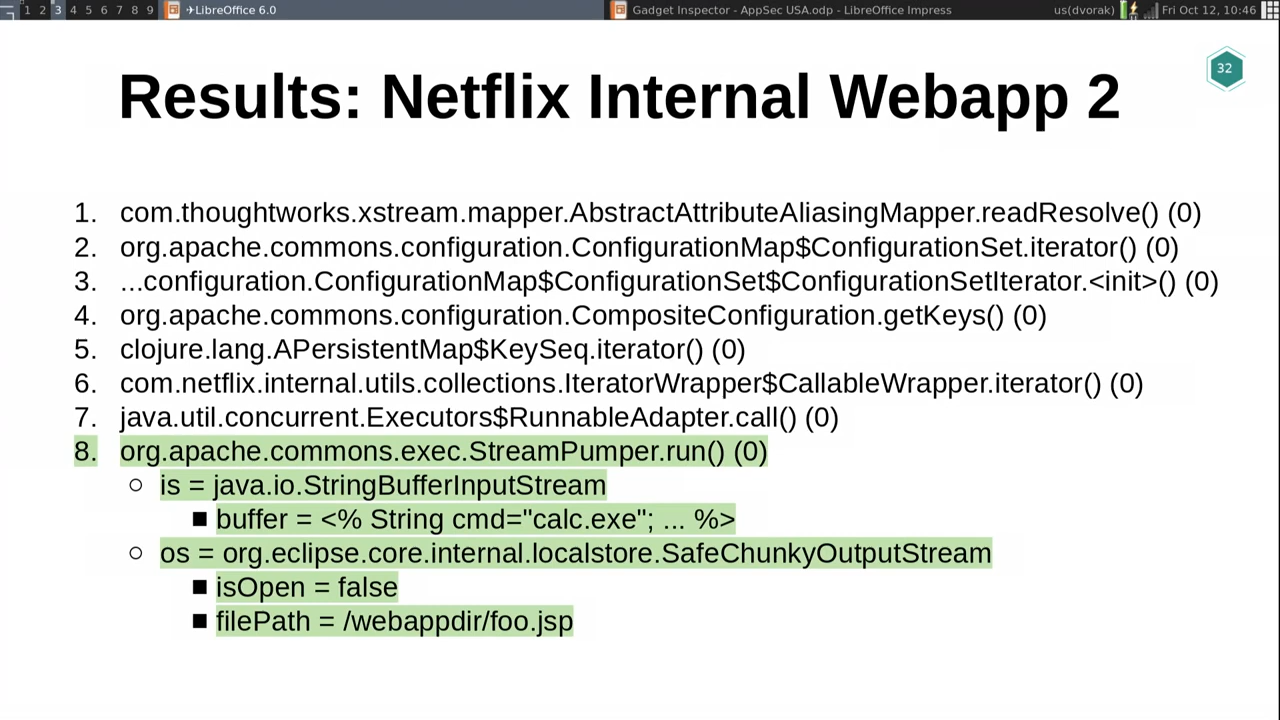 1 2 3 4 5 6 7 8 9 ✈LibreOffice 6.0 Gadget Inspector - AppSec USA.odp - LibreOffice Impress us(dvorak) Fri Oct 12, 10:46
32
Results: Netflix Internal Webapp 2
1. com.thoughtworks.xstream.mapper.AbstractAttributeAliasingMapper.readResolve() (0)
2. org.apache.commons.configuration.ConfigurationMap$ConfigurationSet.iterator() (0)
3. ...configuration.ConfigurationMap$ConfigurationSet$ConfigurationSetIterator.<init>() (0)
4. org.apache.commons.configuration.CompositeConfiguration.getKeys() (0)
5. clojure.lang.APersistentMap$KeySeq.iterator() (0)
6. com.netflix.internal.utils.collections.IteratorWrapper$CallableWrapper.iterator() (0)
7. java.util.concurrent.Executors$RunnableAdapter.call() (0)
8. org.apache.commons.exec.StreamPumper.run() (0)
○ is = java.io.StringBufferInputStream
■ buffer = <% String cmd="calc.exe"; ... %>
○ os = org.eclipse.core.internal.localstore.SafeChunkyOutputStream
■ isOpen = false
■ filePath = /webappdir/foo.jsp